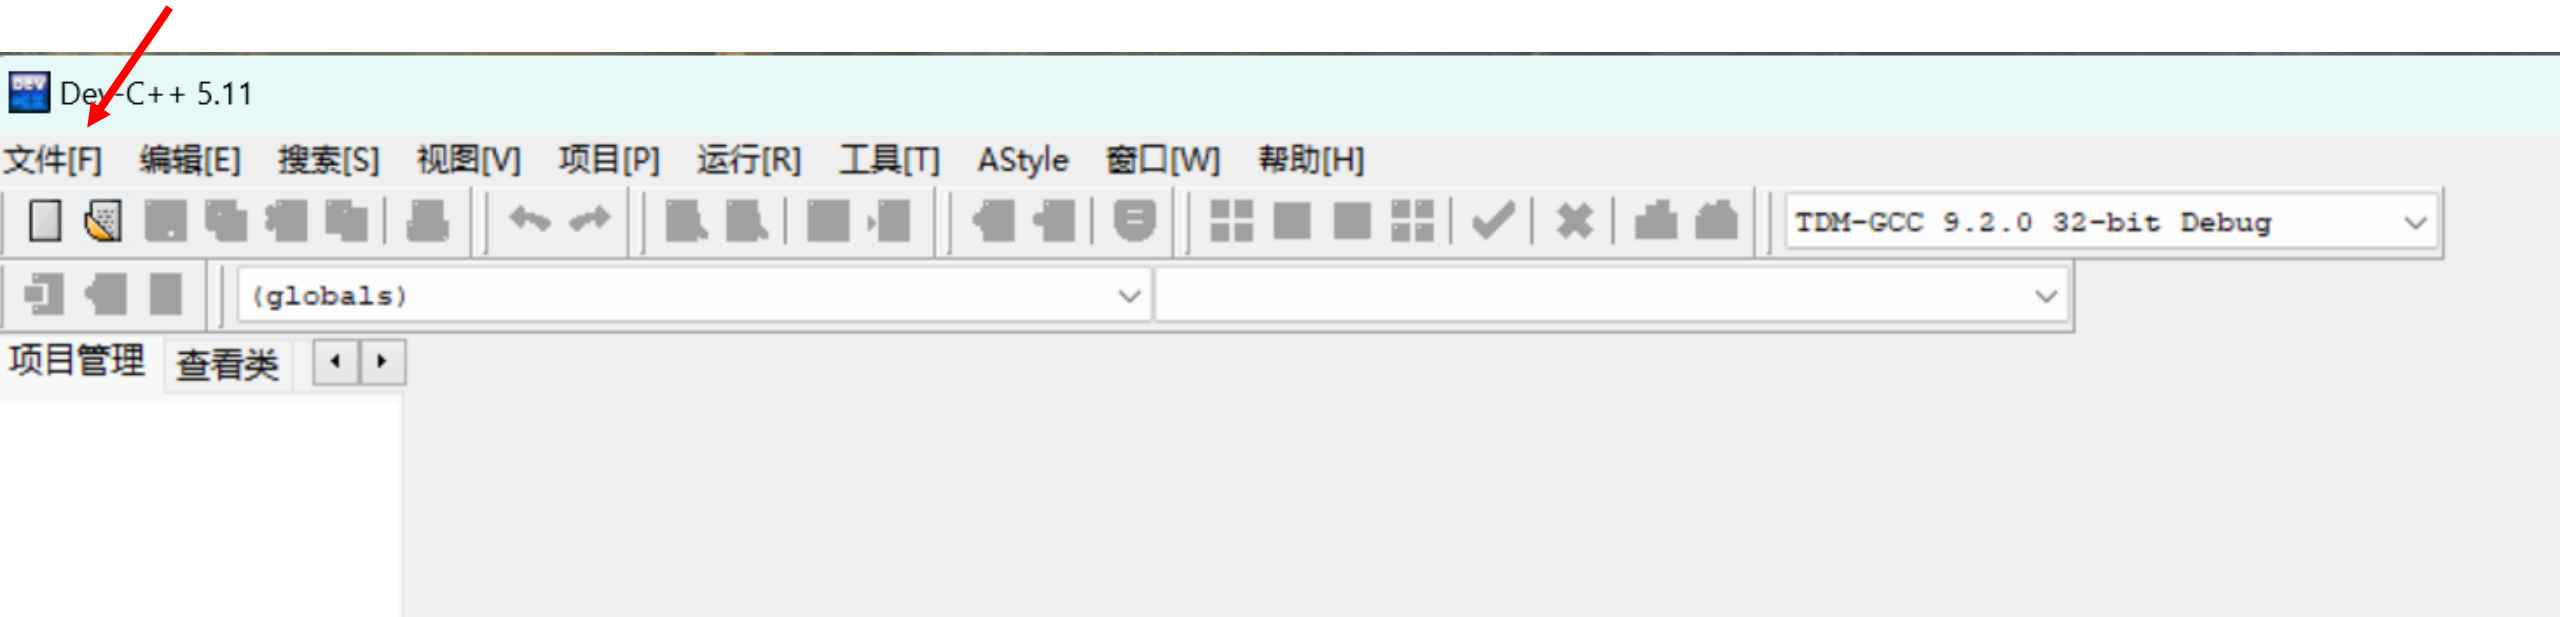 Dev-C++ 5.11
文件[F] 编辑[E] 搜索[S] 视图[V] 项目[P] 运行[R] 工具[T] AStyle 窗口[W] 帮助[H]
TDM-GCC 9.2.0 32-bit Debug
(globals)
项目管理 查看类